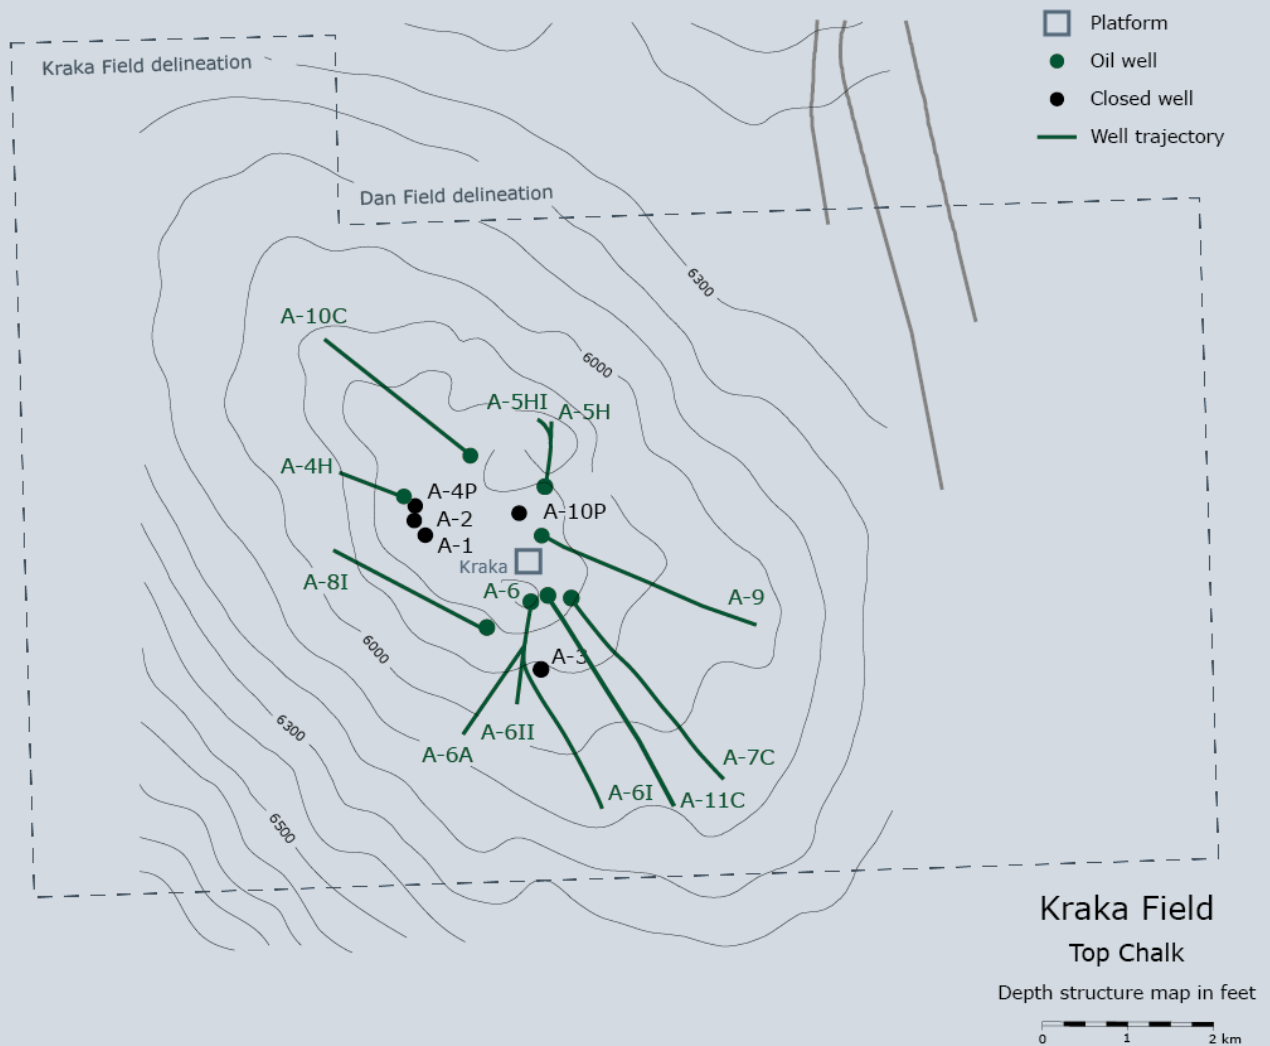 Platform
Kraka Field delineation
Oil well
Closed well
Well trajectory
Dan Field delineation
6300
A-10C
6000
A-5HI
A-5H
A-4H
A-4P
A-10P
A-2
A-1
Kraka
A-8I
A-6
A-9
6000
A-3
6300
A-6II
A-6A
A-7C
A-6I
A-11C
6500
Kraka Field
Top Chalk
Depth structure map in feet
0 1 2 km